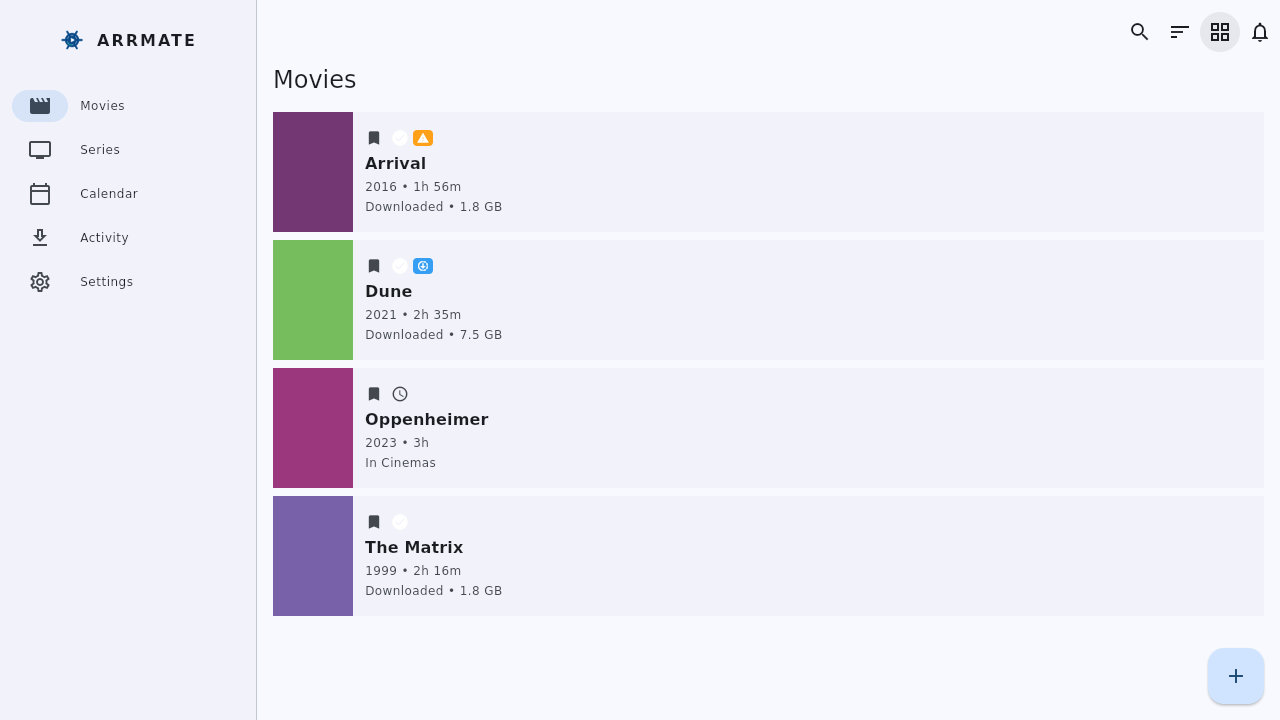 ARRMATE
Movies
Series
Calendar
Activity
Settings
Movies
Arrival
2016 • 1h 56m
Downloaded • 1.8 GB
Dune
2021 • 2h 35m
Downloaded • 7.5 GB
Oppenheimer
2023 • 3h
In Cinemas
The Matrix
1999 • 2h 16m
Downloaded • 1.8 GB